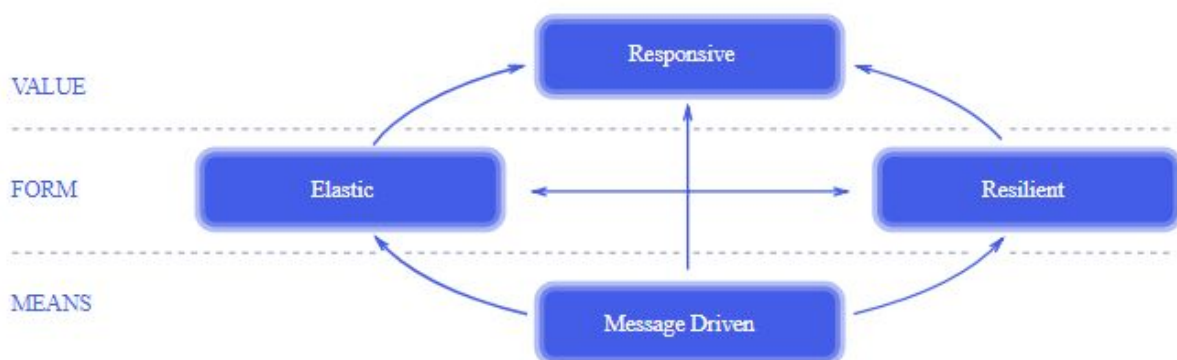 Responsive
VALUE
FORM
Elastic
Resilient
MEANS
Message Driven